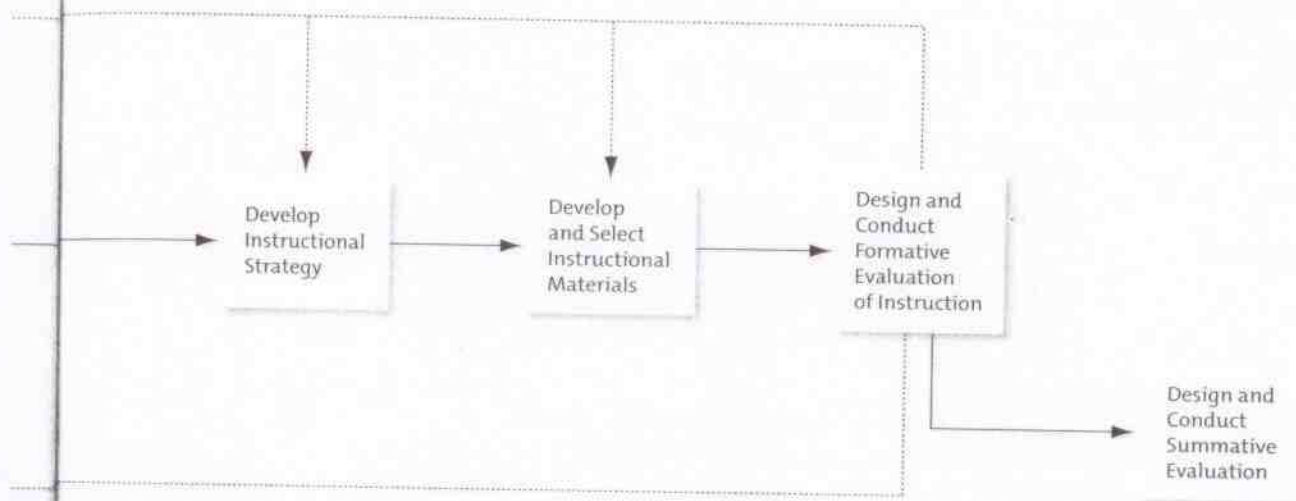 Develop
Instructional
Strategy
Develop
and Select
Instructional
Materials
Design and
Conduct
Formative
Evaluation
of Instruction
Design and
Conduct
Summative
Evaluation